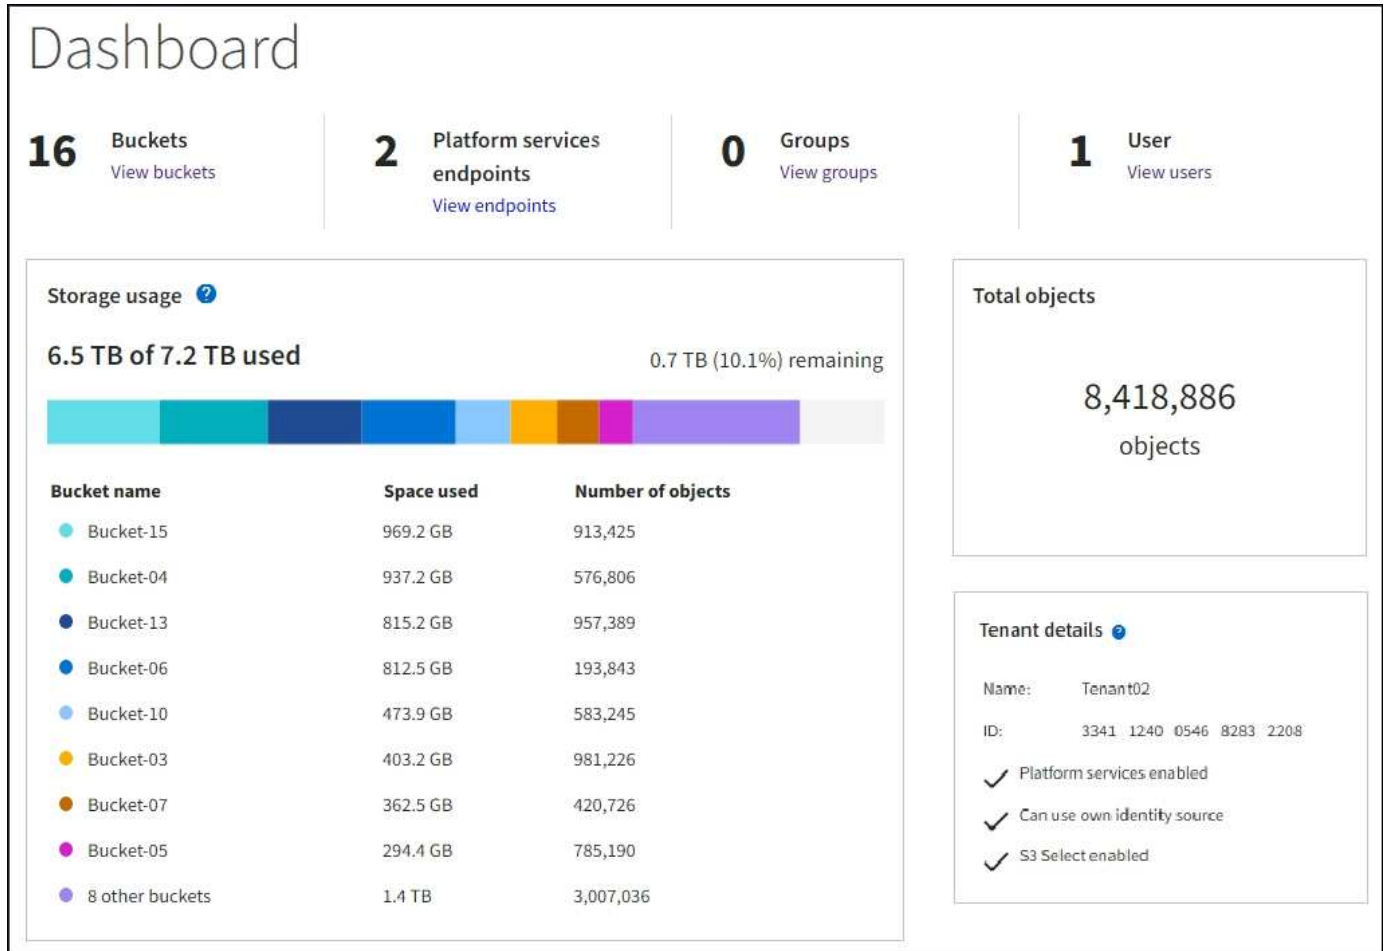 Dashboard
16 Buckets
View buckets
2 Platform services
endpoints
View endpoints
0 Groups
View groups
1 User
View users
Storage usage ?
6.5 TB of 7.2 TB used
0.7 TB (10.1%) remaining
Bucket name Space used Number of objects
Bucket-15 969.2 GB 913,425
Bucket-04 937.2 GB 576,806
Bucket-13 815.2 GB 957,389
Bucket-06 812.5 GB 193,843
Bucket-10 473.9 GB 583,245
Bucket-03 403.2 GB 981,226
Bucket-07 362.5 GB 420,726
Bucket-05 294.4 GB 785,190
8 other buckets 1.4 TB 3,007,036
Total objects
8,418,886
objects
Tenant details ?
Name: Tenant02
ID: 3341 1240 0546 8283 2208
Platform services enabled
Can use own identity source
S3 Select enabled